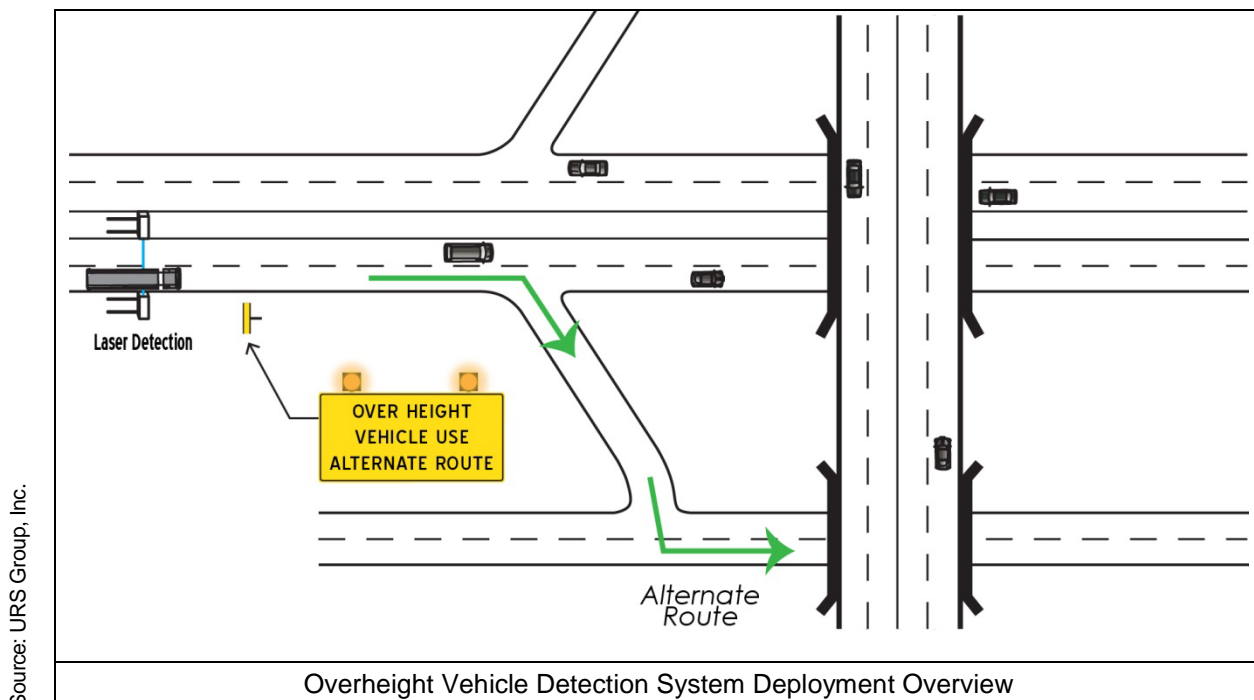 Laser Detection
OVER HEIGHT
VEHICLE USE
ALTERNATE ROUTE
Alternate
Route
Overheight Vehicle Detection System Deployment Overview
Source: URS Group, Inc.